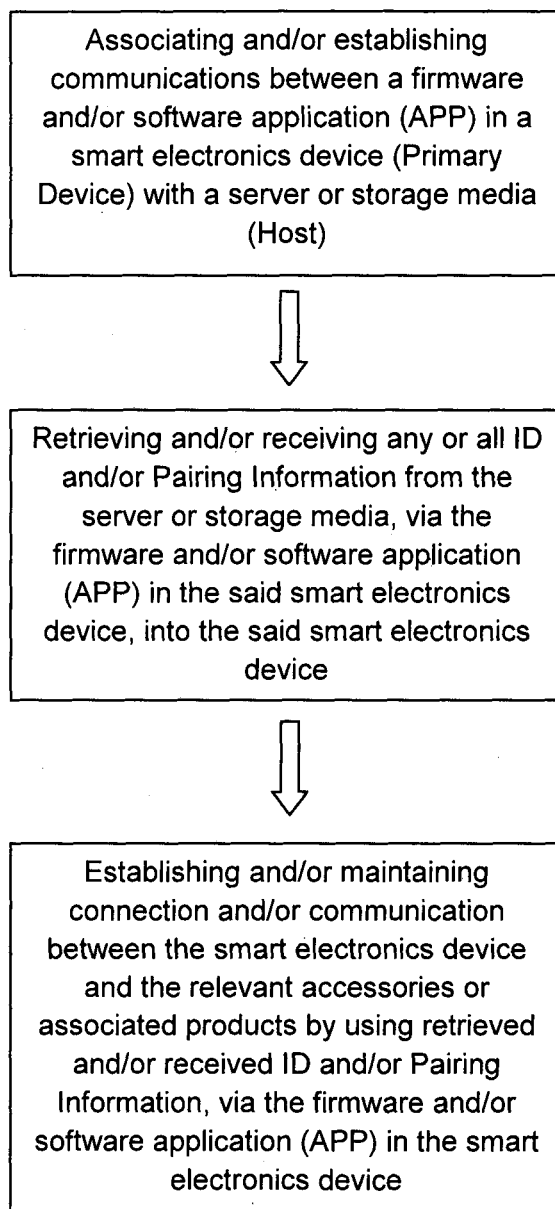 Associating and/or establishing
communications between a firmware
and/or software application (APP) in a
smart electronics device (Primary
Device) with a server or storage media
(Host)
Retrieving and/or receiving any or all ID
and/or Pairing Information from the
server or storage media, via the
firmware and/or software application
(APP) in the said smart electronics
device, into the said smart electronics
device
Establishing and/or maintaining
connection and/or communication
between the smart electronics device
and the relevant accessories or
associated products by using retrieved
and/or received ID and/or Pairing
Information, via the firmware and/or
software application (APP) in the smart
electronics device